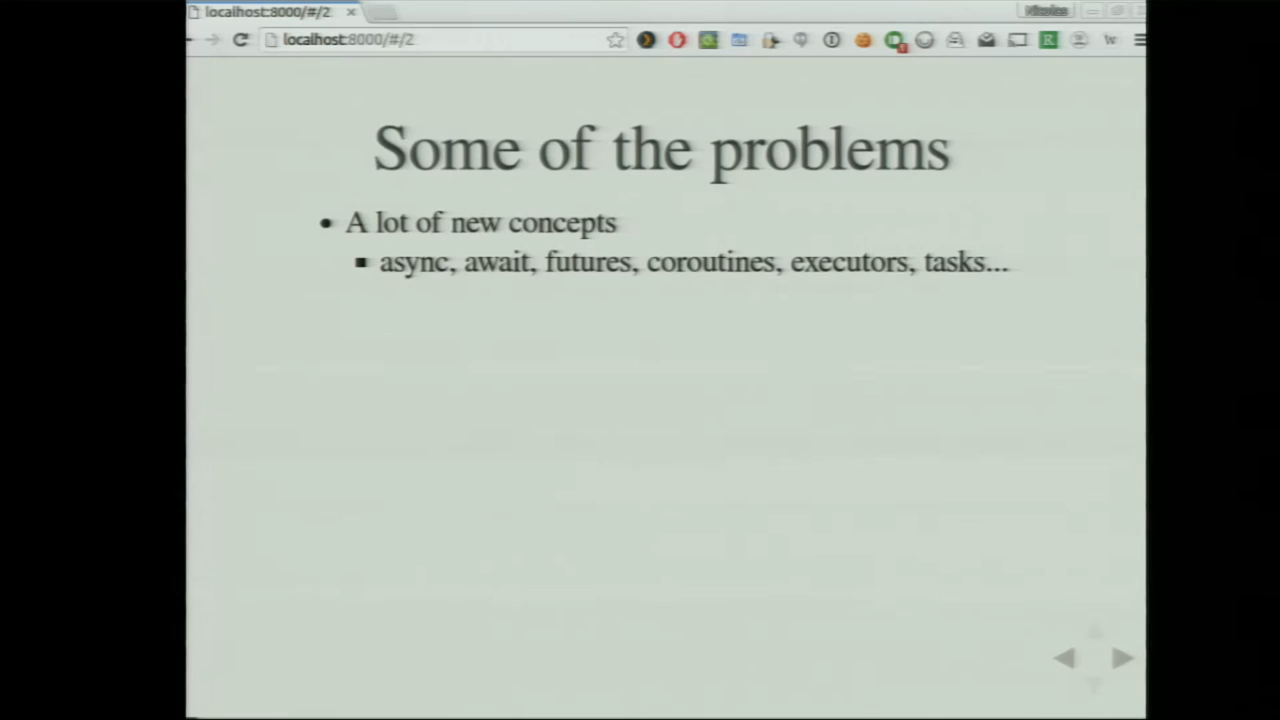 localhost:8000/#/2
localhost:8000/#/2
Some of the problems
• A lot of new concepts
▪ async, await, futures, coroutines, executors, tasks...